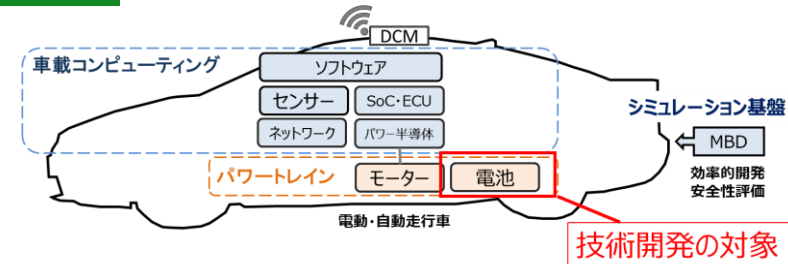 DCM
車載コンピューティング
ソフトウェア
センサー
SoC・ECU
ネットワーク
パワー半導体
シミュレーション基盤
MBD
効率的開発
安全性評価
パワートレイン
モーター
電池
電動・自動走行車
技術開発の対象